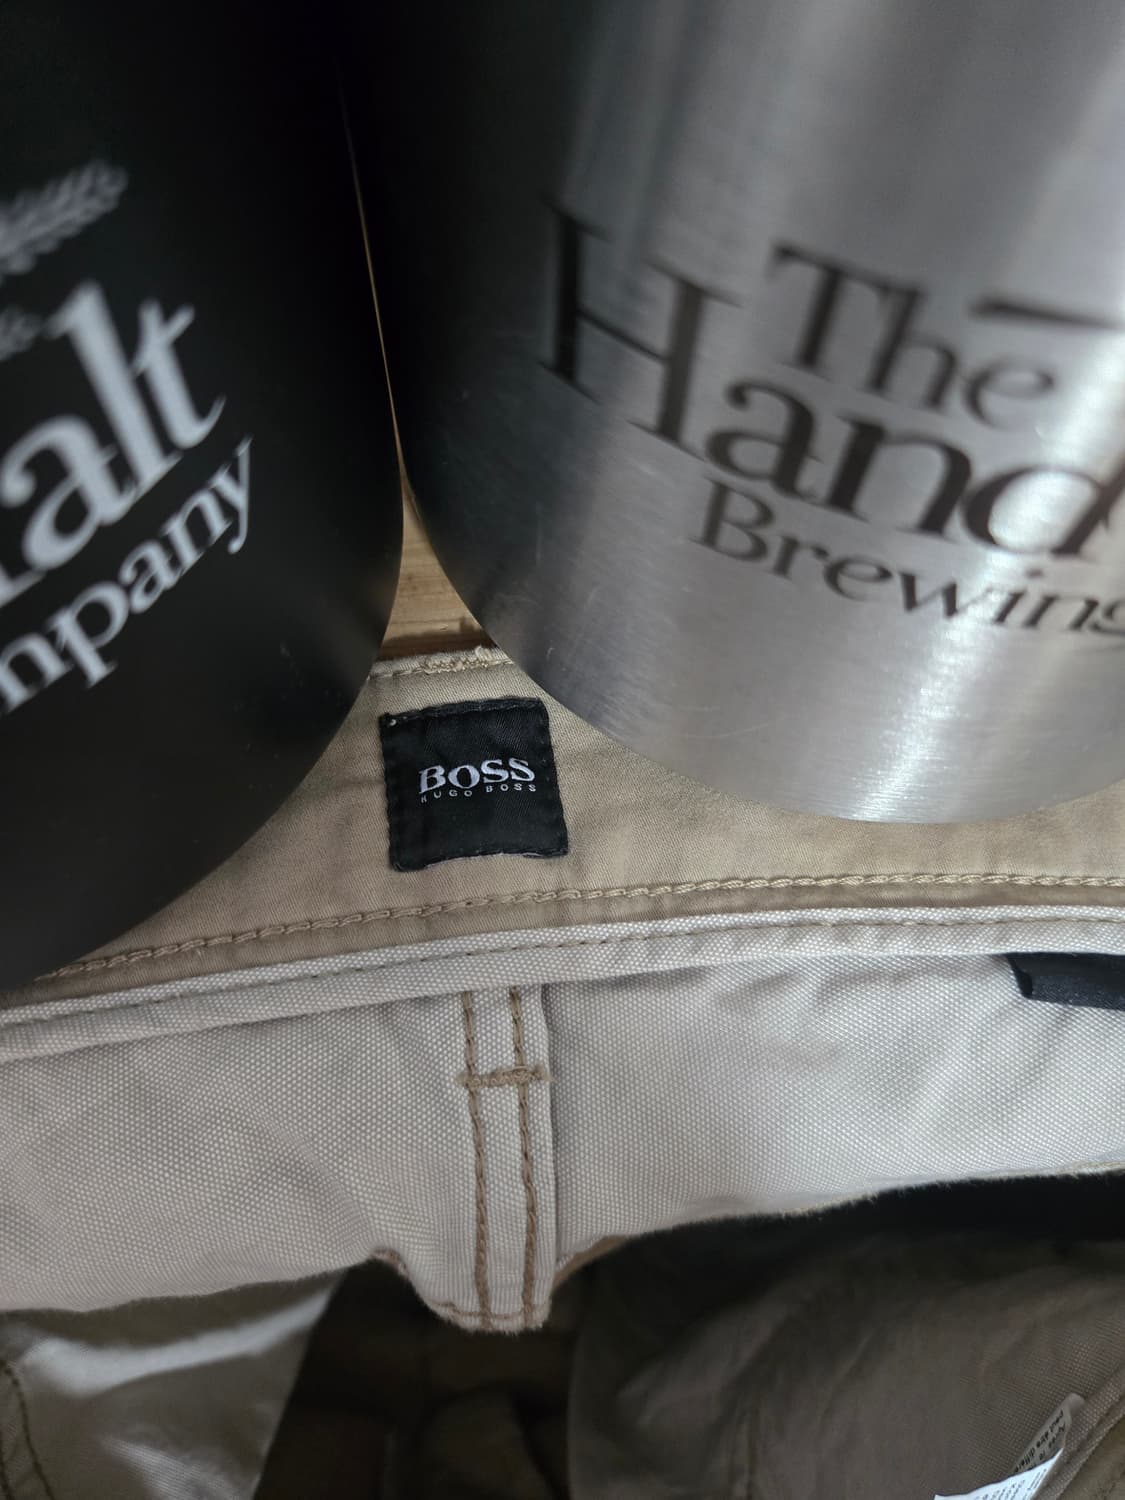 alt
mpany
The
Hand
Brewing
BOSS
HUGO BOSS